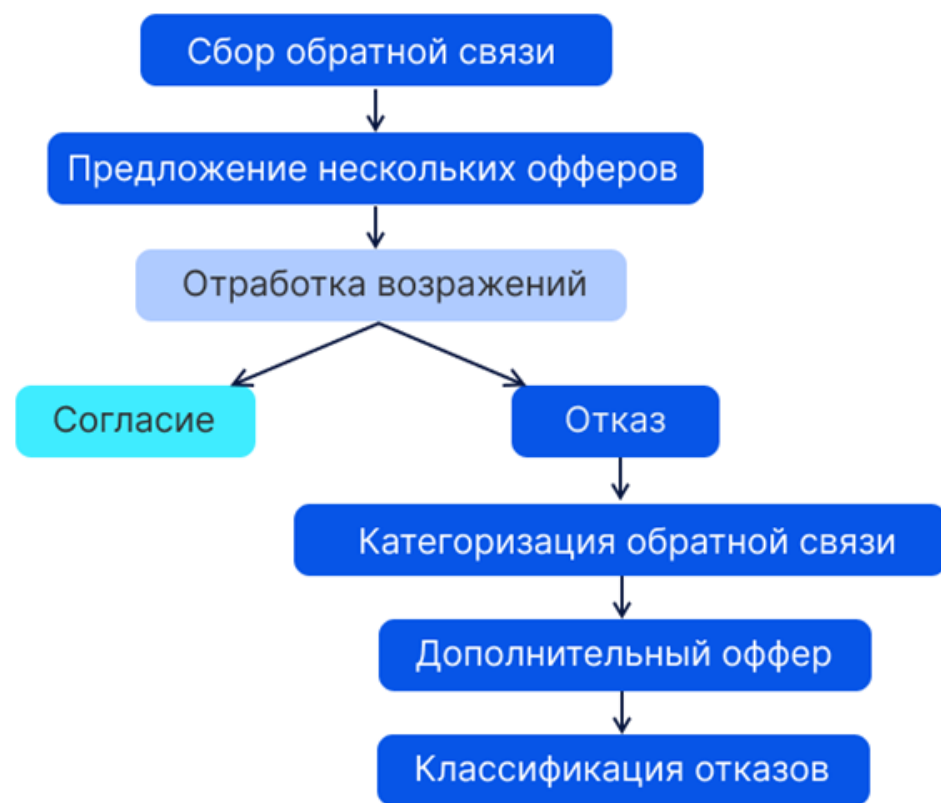 Сбор обратной связи
Предложение нескольких офферов
Отработка возражений
Согласие
Отказ
Категоризация обратной связи
Дополнительный оффер
Классификация отказов